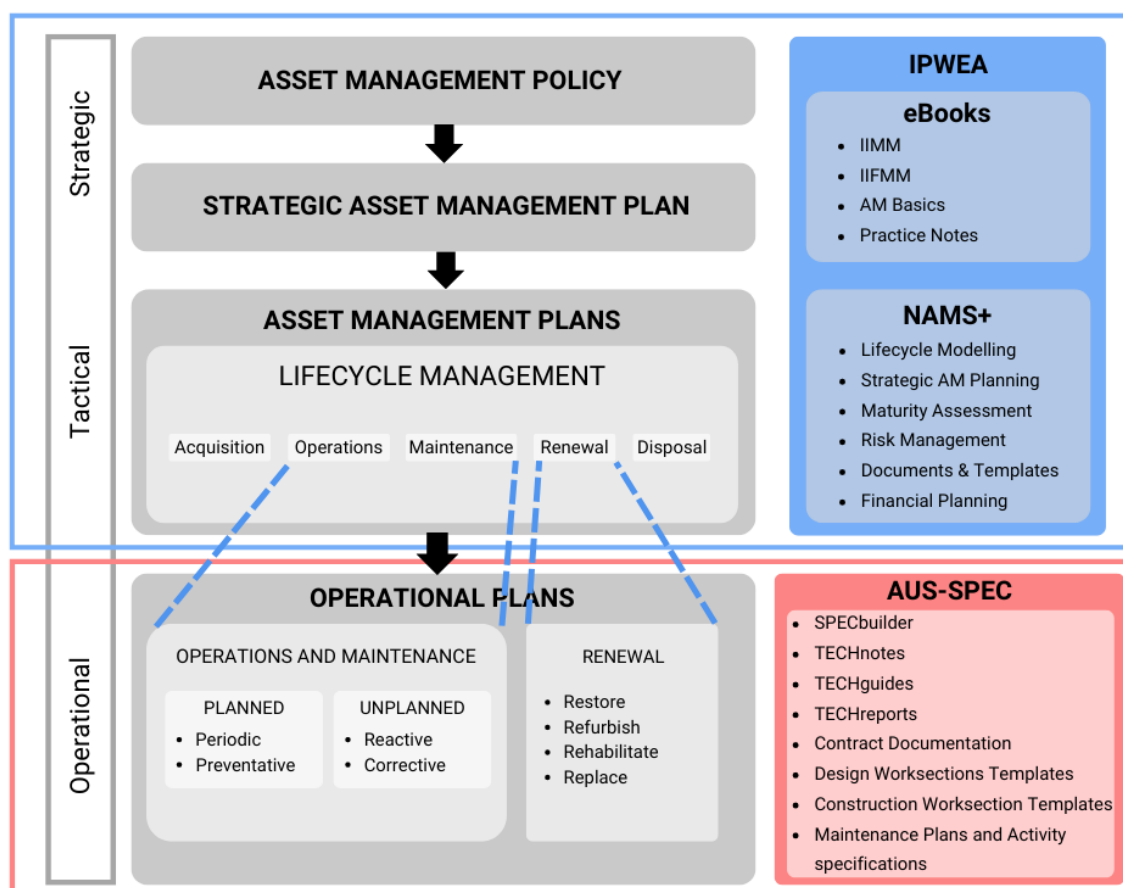 Strategic
Tactical
Operational
ASSET MANAGEMENT POLICY
STRATEGIC ASSET MANAGEMENT PLAN
ASSET MANAGEMENT PLANS
LIFECYCLE MANAGEMENT
Acquisition Operations Maintenance Renewal Disposal
OPERATIONAL PLANS
OPERATIONS AND MAINTENANCE
PLANNED
• Periodic
• Preventative
UNPLANNED
• Reactive
• Corrective
RENEWAL
• Restore
• Refurbish
• Rehabilitate
• Replace
IPWEA
eBooks
• IIMM
• IIFMM
• AM Basics
• Practice Notes
NAMS+
• Lifecycle Modelling
• Strategic AM Planning
• Maturity Assessment
• Risk Management
• Documents & Templates
• Financial Planning
AUS-SPEC
• SPECbuilder
• TECHnotes
• TECHguides
• TECHreports
• Contract Documentation
• Design Worksections Templates
• Construction Worksection Templates
• Maintenance Plans and Activity
specifications